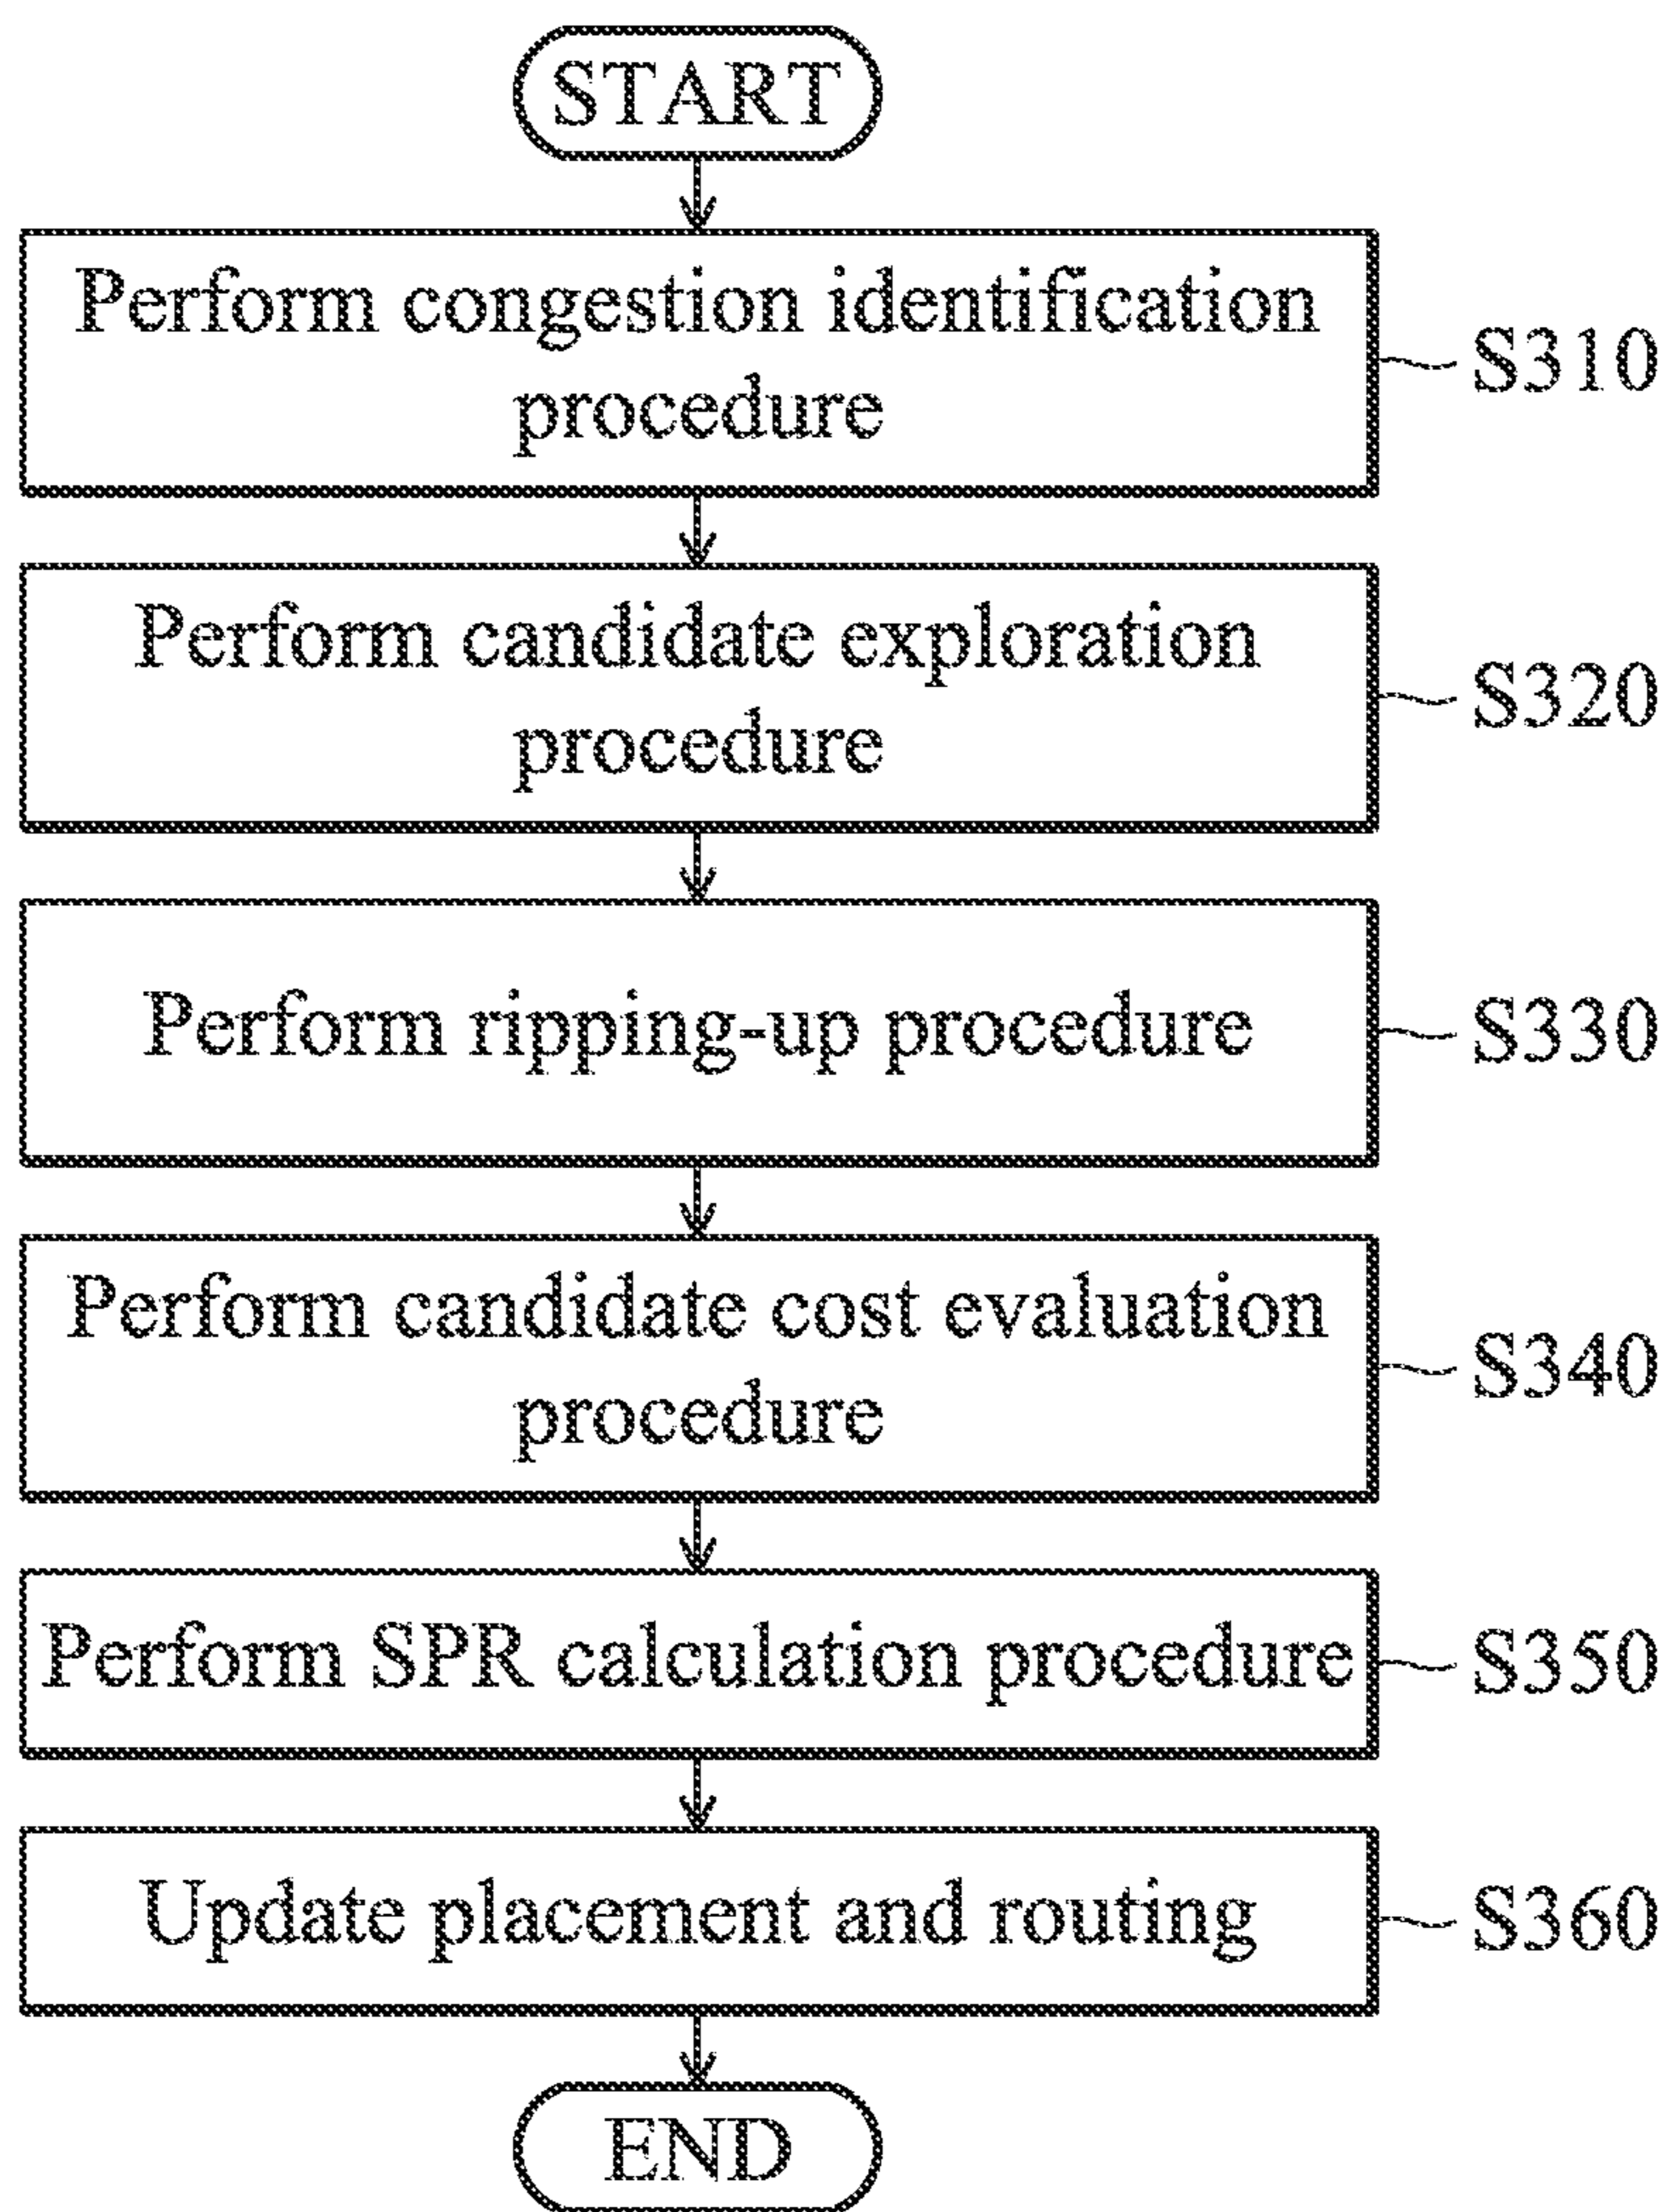 START
Perform congestion identification
procedure
S310
Perform candidate exploration
procedure
S320
Perform ripping-up procedure
S330
Perform candidate cost evaluation
procedure
S340
Perform SPR calculation procedure
S350
Update placement and routing
S360
END